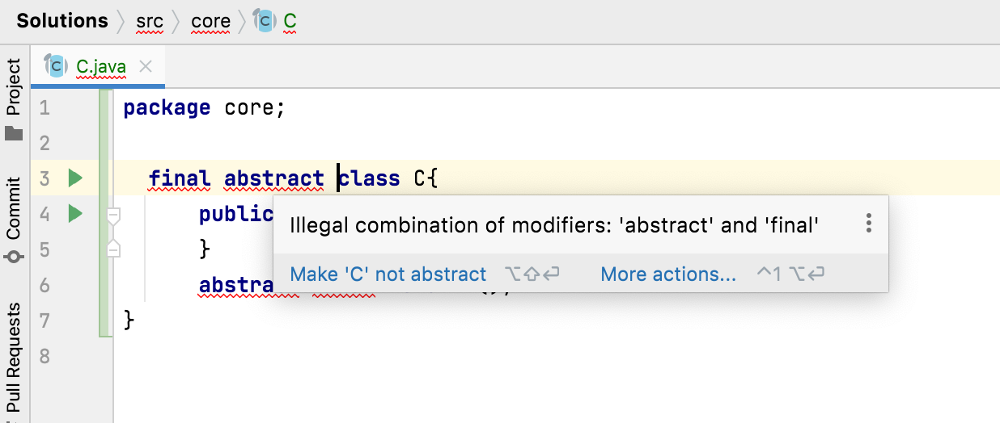 Solutions src core C C
C.java
Project
Commit
Pull Requests
1 package core;
2
3 final abstract class C{
4 public
Illegal combination of modifiers: 'abstract' and 'final'
5 }
Make 'C' not abstract ⌥⇧⏎ More actions... ^1 ⌥⏎
6
7 }
8